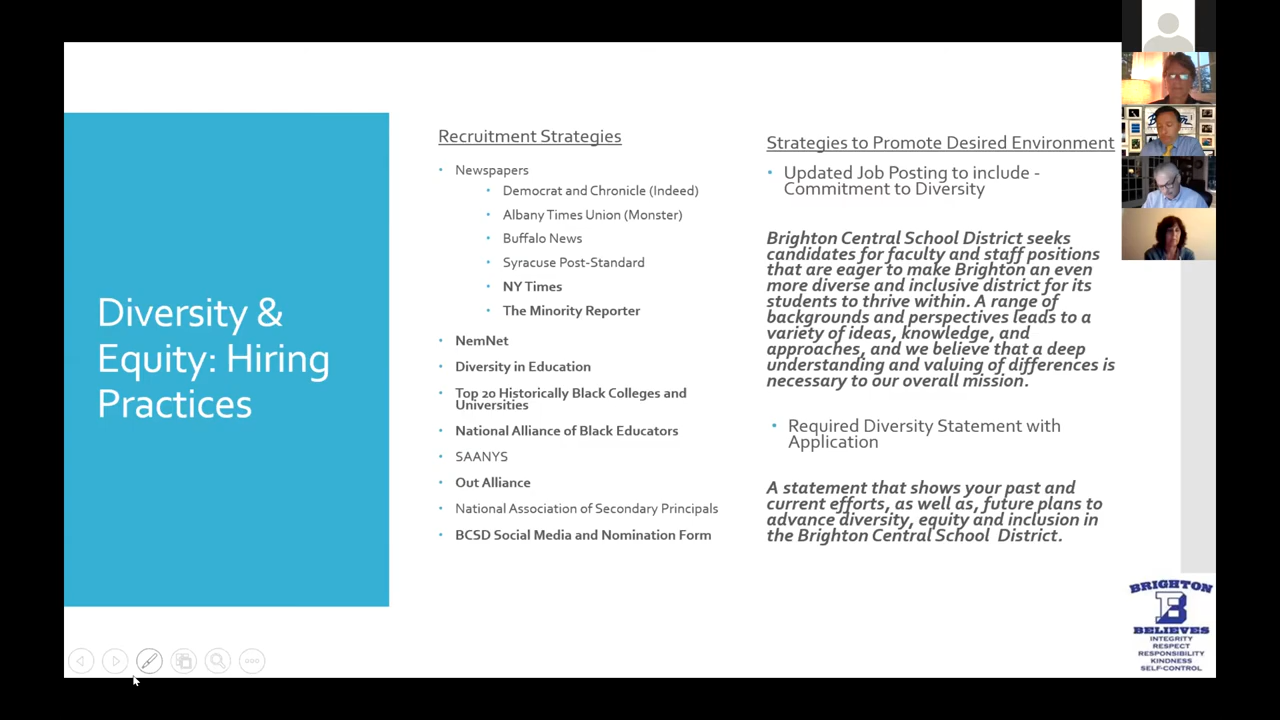 Diversity &
Equity: Hiring
Practices
Recruitment Strategies
Newspapers
Democrat and Chronicle (Indeed)
Albany Times Union (Monster)
Buffalo News
Syracuse Post-Standard
NY Times
The Minority Reporter
NemNet
Diversity in Education
Top 20 Historically Black Colleges and
Universities
National Alliance of Black Educators
SAANYS
Out Alliance
National Association of Secondary Principals
BCSD Social Media and Nomination Form
Strategies to Promote Desired Environment
Updated Job Posting to include -
Commitment to Diversity
Brighton Central School District seeks
candidates for faculty and staff positions
that are eager to make Brighton an even
more diverse and inclusive district for its
students to thrive within. A range of
backgrounds and perspectives leads to a
variety of ideas, knowledge, and
approaches, and we believe that a deep
understanding and valuing of differences is
necessary to our overall mission.
Required Diversity Statement with
Application
A statement that shows your past and
current efforts, as well as, future plans to
advance diversity, equity and inclusion in
the Brighton Central School District.
BRIGHTON
B
BELIEVES
INTEGRITY
RESPECT
RESPONSIBILITY
KINDNESS
SELF-CONTROL